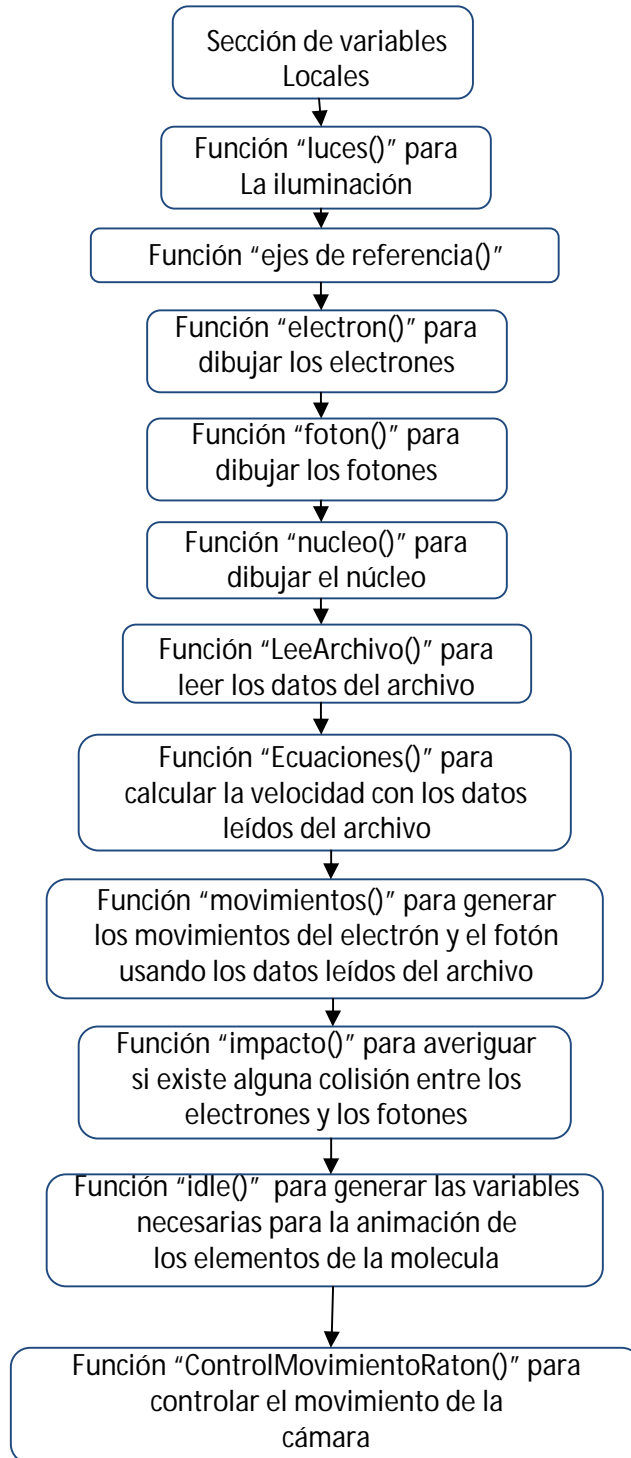 Sección de variables
Locales
Función “luces()” para
La iluminación
Función “ejes de referencia()”
Función “electron()” para
dibujar los electrones
Función “foton()” para
dibujar los fotones
Función “nucleo()” para
dibujar el núcleo
Función “LeeArchivo()” para
leer los datos del archivo
Función “Ecuaciones()” para
calcular la velocidad con los datos
leídos del archivo
Función “movimientos()” para generar
los movimientos del electrón y el fotón
usando los datos leídos del archivo
Función “impacto()” para averiguar
si existe alguna colisión entre los
electrones y los fotones
Función “idle()” para generar las variables
necesarias para la animación de
los elementos de la molecula
Función “ControlMovimientoRaton()” para
controlar el movimiento de la
cámara